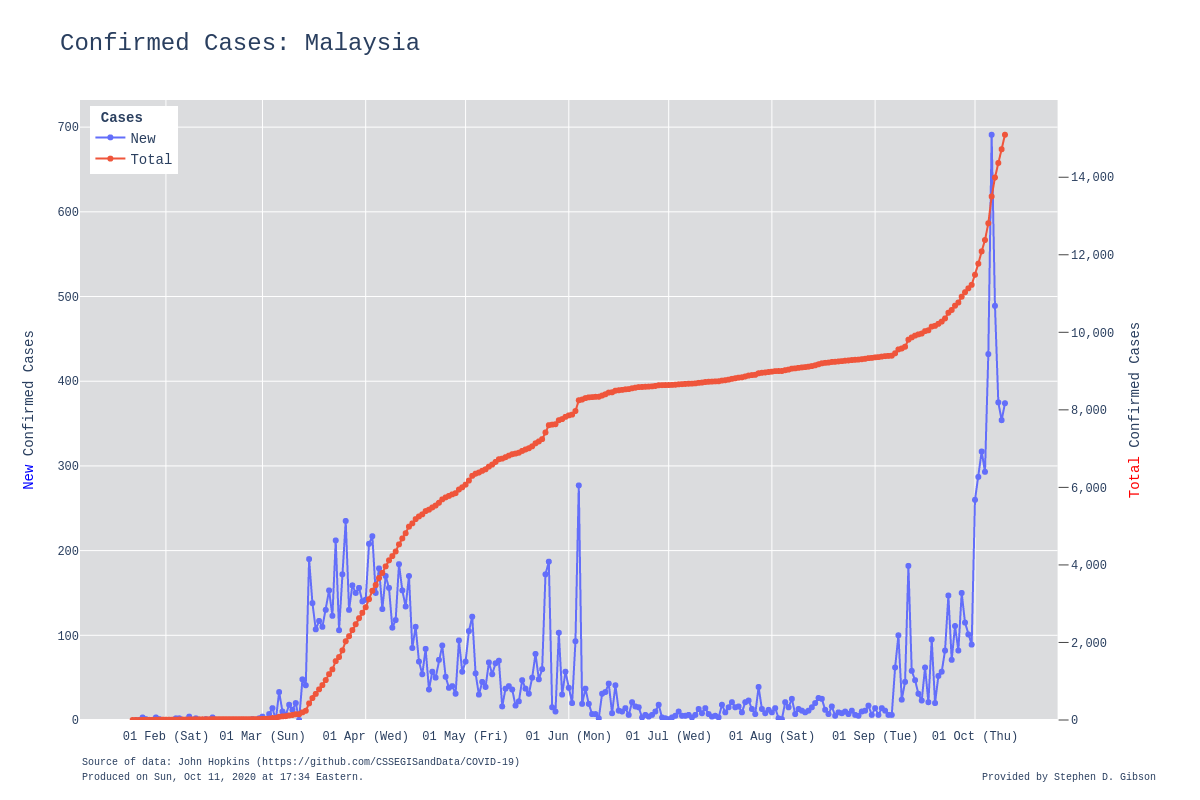 Confirmed Cases: Malaysia
Cases
New
Total
700
600
500
400
300
200
100
0
New Confirmed Cases
14,000
12,000
10,000
8,000
6,000
4,000
2,000
0
Total Confirmed Cases
01 Feb (Sat) 01 Mar (Sun) 01 Apr (Wed) 01 May (Fri) 01 Jun (Mon) 01 Jul (Wed) 01 Aug (Sat) 01 Sep (Tue) 01 Oct (Thu)
Source of data: John Hopkins (https://github.com/CSSEGISandData/COVID-19)
Produced on Sun, Oct 11, 2020 at 17:34 Eastern.
Provided by Stephen D. Gibson